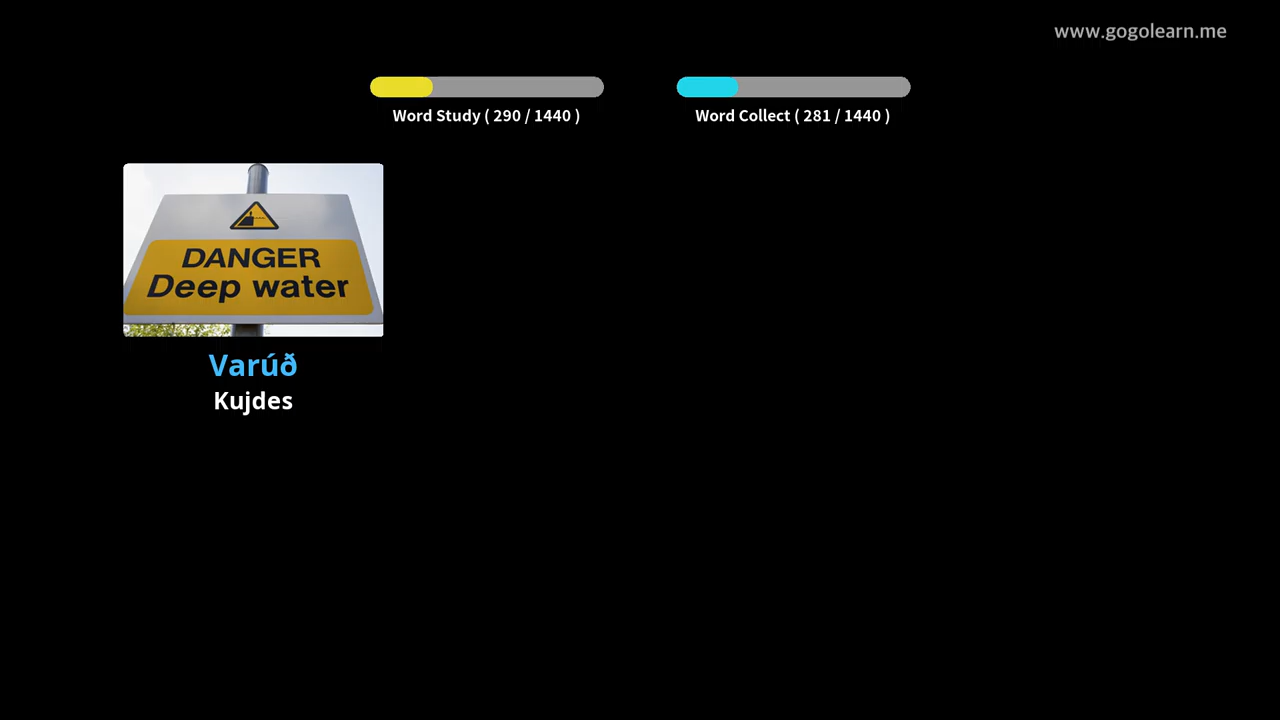 www.gogolearn.me
Word Study ( 290 / 1440 )
Word Collect ( 281 / 1440 )
DANGER
Deep water
Varúð
Kujdes